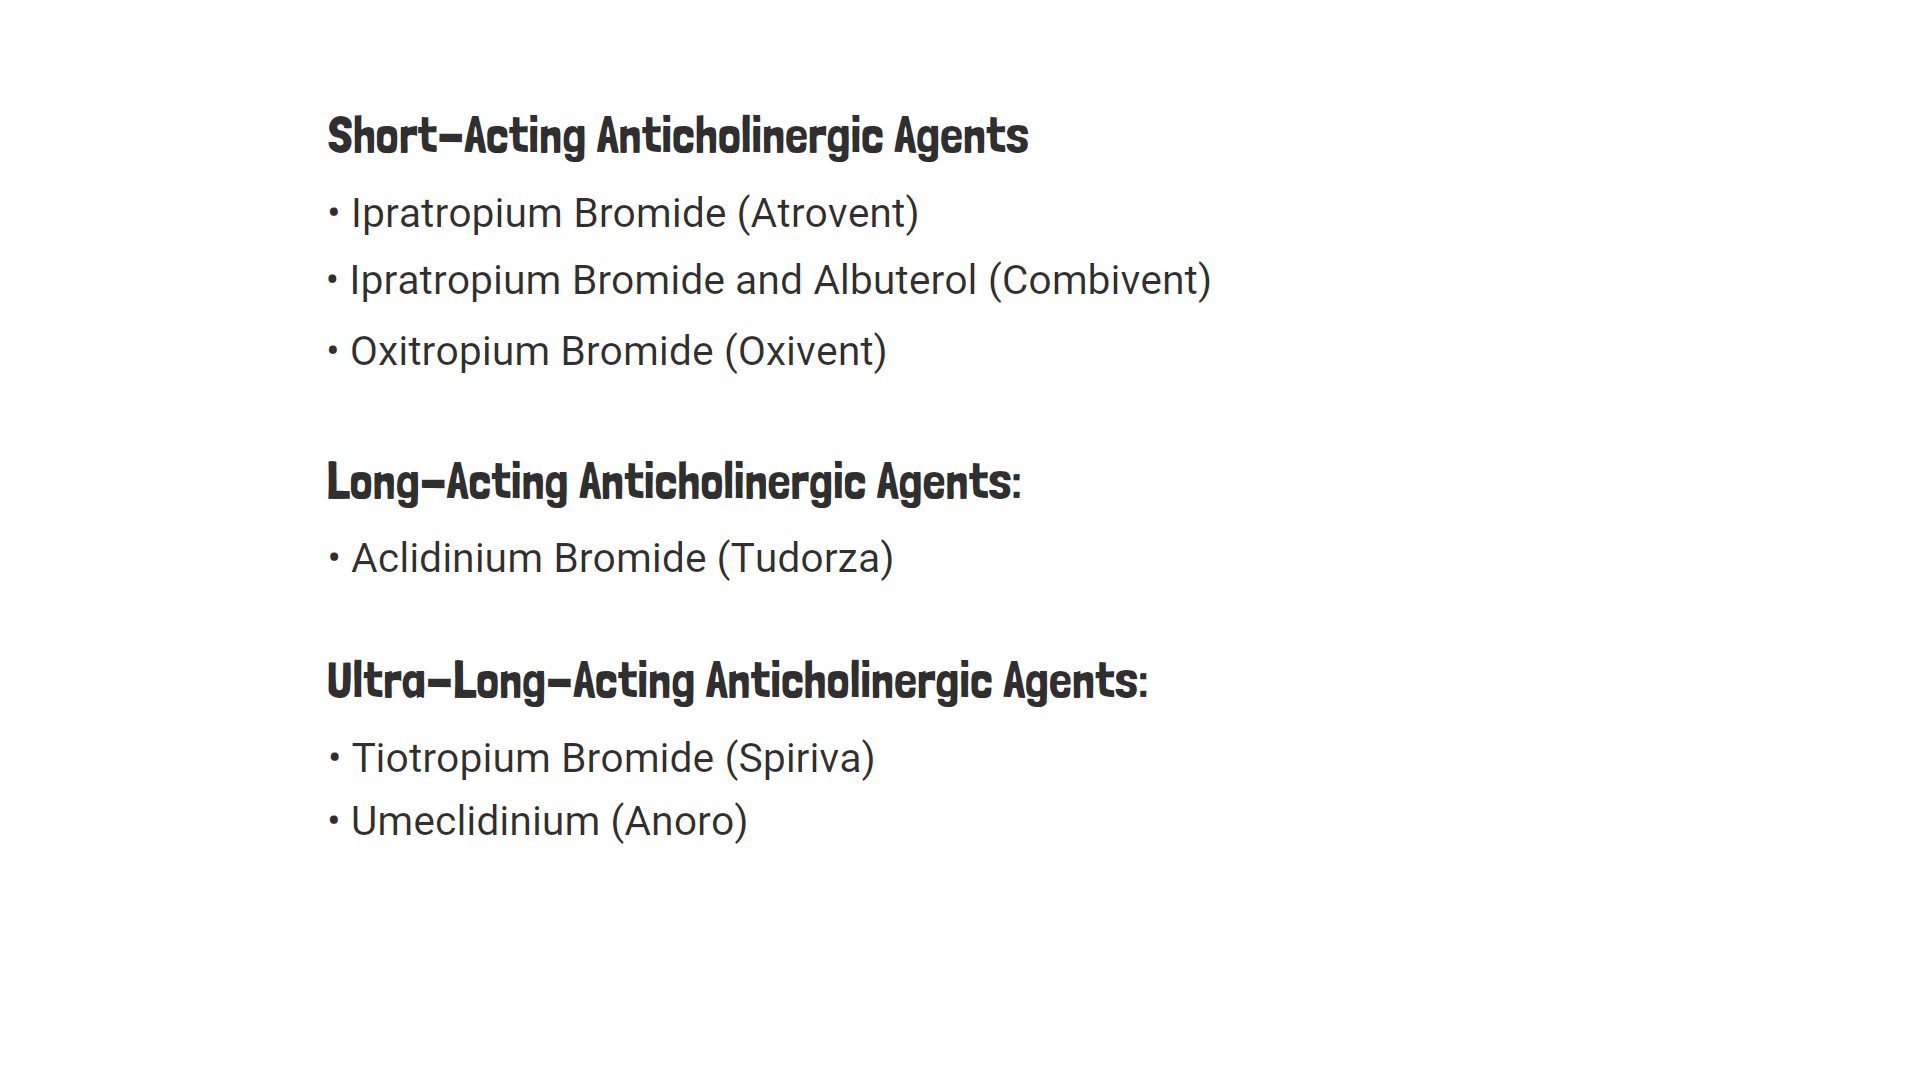 Short-Acting Anticholinergic Agents
• Ipratropium Bromide (Atrovent)
• Ipratropium Bromide and Albuterol (Combivent)
• Oxitropium Bromide (Oxivent)
Long-Acting Anticholinergic Agents:
• Aclidinium Bromide (Tudorza)
Ultra-Long-Acting Anticholinergic Agents:
• Tiotropium Bromide (Spiriva)
• Umeclidinium (Anoro)